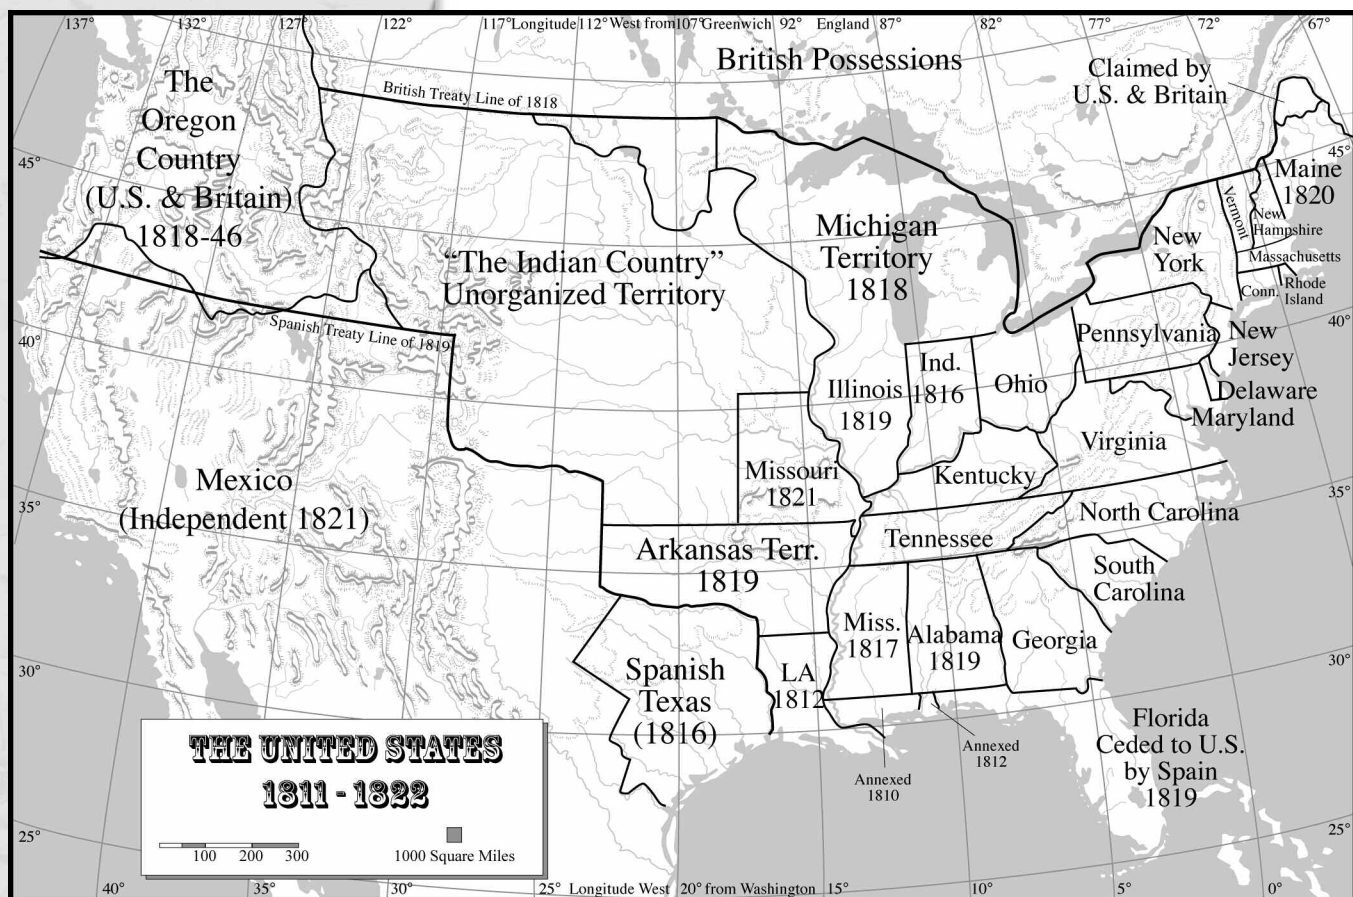 137° 132° 127° 122° 117° Longitude 112° West from 107° Greenwich 92° England 87° 82° 77° 72° 67°
British Possessions
Claimed by
U.S. & Britain
The
Oregon
Country
(U.S. & Britain)
1818-46
British Treaty Line of 1818
45°
45°
Maine
1820
Vermont
New
Hampshire
Massachusetts
New
York
Conn.
Rhode
Island
Michigan
Territory
1818
“The Indian Country”
Unorganized Territory
Spanish Treaty Line of 1819
40°
40°
Pennsylvania
New
Jersey
Delaware
Maryland
Ind.
1816
Ohio
Illinois
1819
Virginia
Kentucky
Missouri
1821
Mexico
(Independent 1821)
35°
35°
North Carolina
Tennessee
Arkansas Terr.
1819
South
Carolina
Miss.
1817
Alabama
1819
Georgia
30°
30°
Spanish
Texas
(1816)
LA
1812
Annexed
1810
Annexed
1812
Florida
Ceded to U.S.
by Spain
1819
THE UNITED STATES
1811 - 1822
100 200 300
1000 Square Miles
25°
25°
40° 35° 30° 25° Longitude West 20° from Washington 15° 10° 5° 0°